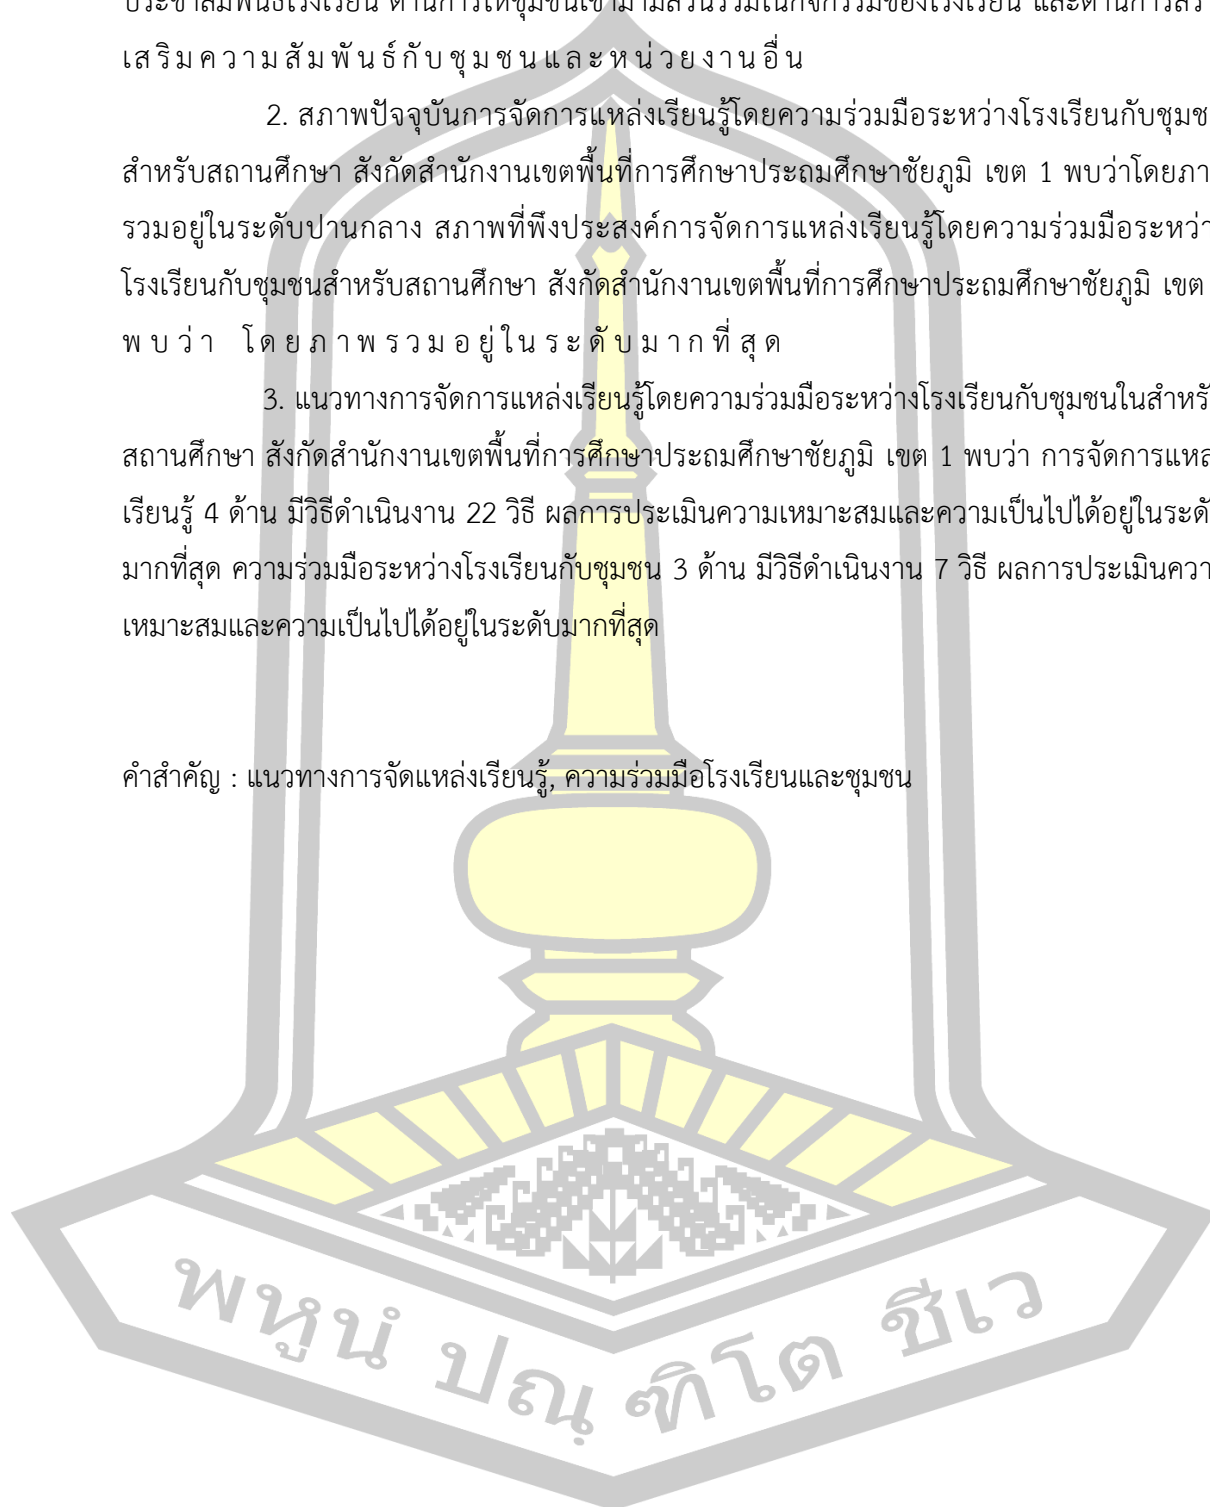 ประชาสัมพันธ์โรงเรียน ด้านการให้ชุมชนเข้ามามีส่วนร่วมในกิจกรรมของโรงเรียน และด้านการสร้
เสริมความสัมพันธ์กับชุมชนและหน่วยงานอื่น
2. สภาพปัจจุบันการจัดการแหล่งเรียนรู้โดยความร่วมมือระหว่างโรงเรียนกับชุมช
สำหรับสถานศึกษา สังกัดสำนักงานเขตพื้นที่การศึกษาประถมศึกษาชัยภูมิ เขต 1 พบว่าโดยภา
รวมอยู่ในระดับปานกลาง สภาพที่พึงประสงค์การจัดการแหล่งเรียนรู้โดยความร่วมมือระหว่า
โรงเรียนกับชุมชนสำหรับสถานศึกษา สังกัดสำนักงานเขตพื้นที่การศึกษาประถมศึกษาชัยภูมิ เขต
พบว่า โดยภาพรวมอยู่ในระดับมากที่สุด
3. แนวทางการจัดการแหล่งเรียนรู้โดยความร่วมมือระหว่างโรงเรียนกับชุมชนในสำหรั
สถานศึกษา สังกัดสำนักงานเขตพื้นที่การศึกษาประถมศึกษาชัยภูมิ เขต 1 พบว่า การจัดการแหล
เรียนรู้ 4 ด้าน มีวิธีดำเนินงาน 22 วิธี ผลการประเมินความเหมาะสมและความเป็นไปได้อยู่ในระดั
มากที่สุด ความร่วมมือระหว่างโรงเรียนกับชุมชน 3 ด้าน มีวิธีดำเนินงาน 7 วิธี ผลการประเมินควา
เหมาะสมและความเป็นไปได้อยู่ในระดับมากที่สุด
คำสำคัญ : แนวทางการจัดแหล่งเรียนรู้, ความร่วมมือโรงเรียนและชุมชน
พหูนํ ปณฺฑิโต ชีเว